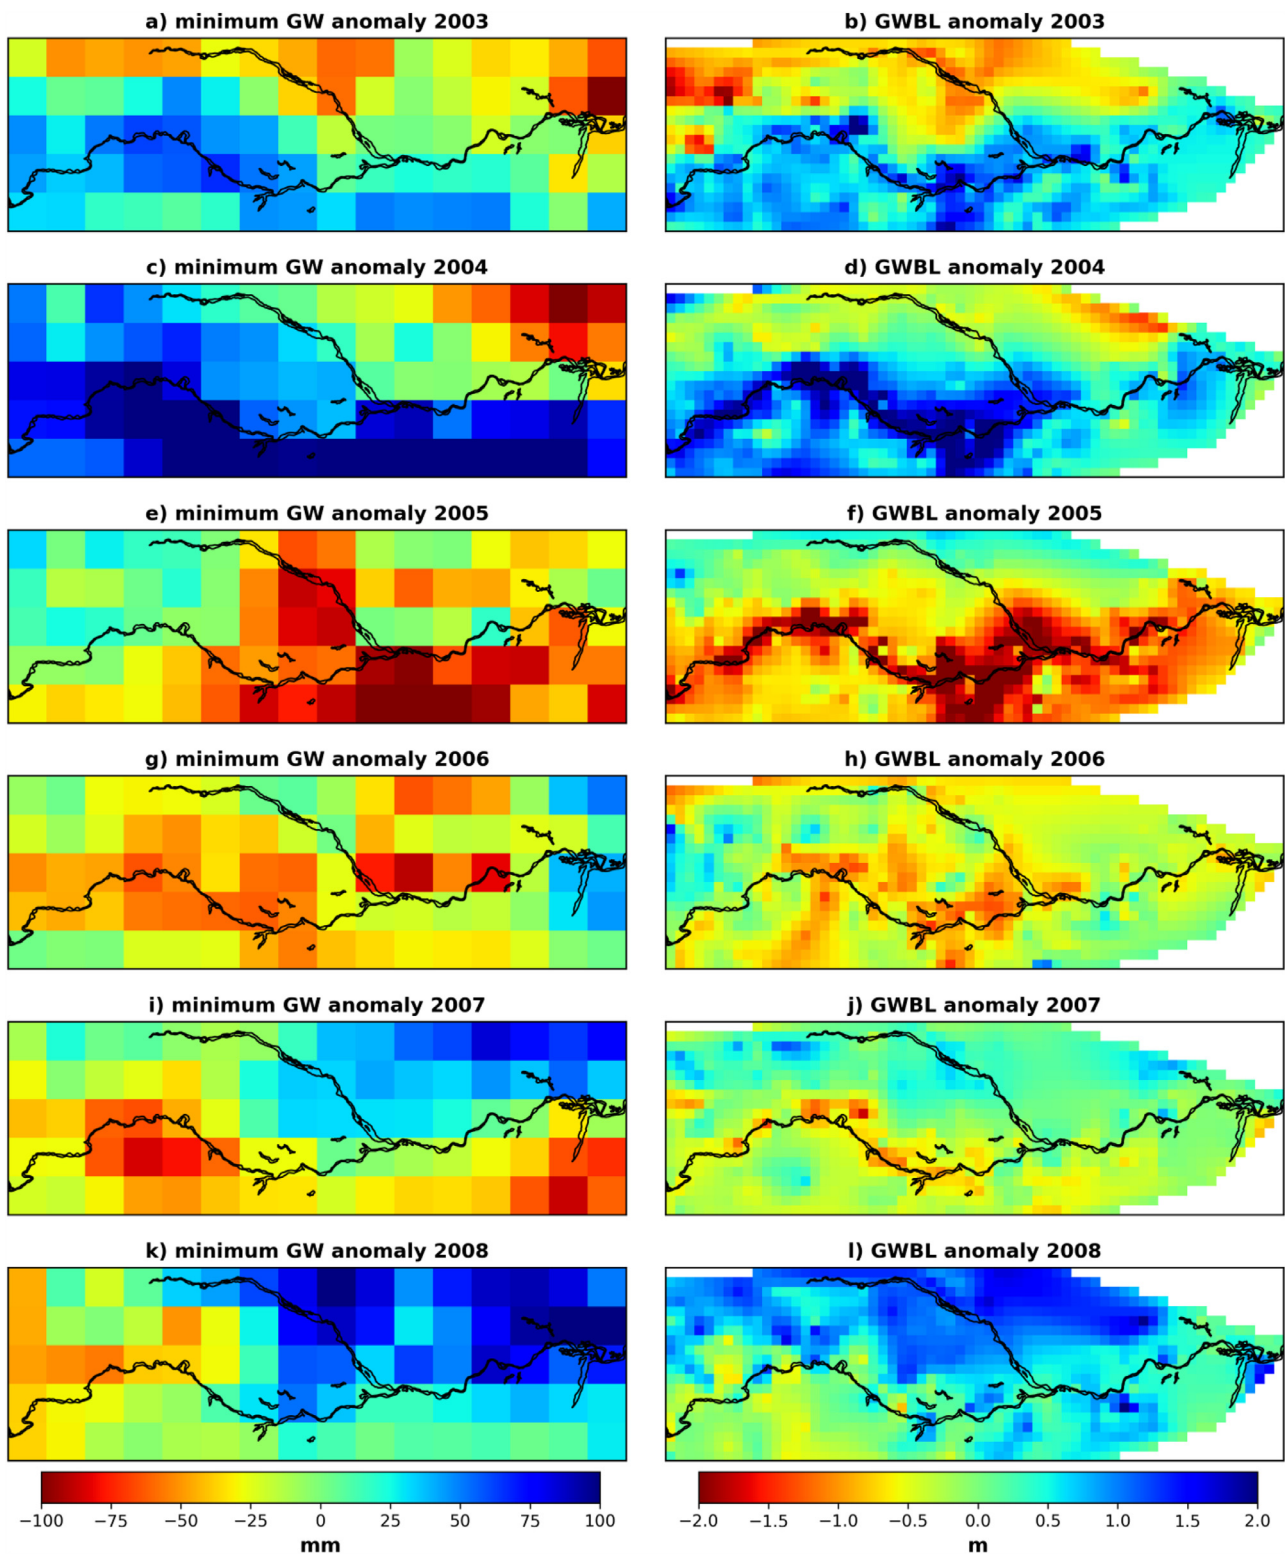 a) minimum GW anomaly 2003
b) GWBL anomaly 2003
c) minimum GW anomaly 2004
d) GWBL anomaly 2004
e) minimum GW anomaly 2005
f) GWBL anomaly 2005
g) minimum GW anomaly 2006
h) GWBL anomaly 2006
i) minimum GW anomaly 2007
j) GWBL anomaly 2007
k) minimum GW anomaly 2008
l) GWBL anomaly 2008
−100 −75 −50 −25 0 25 50 75 100
mm
−2.0 −1.5 −1.0 −0.5 0.0 0.5 1.0 1.5 2.0
m